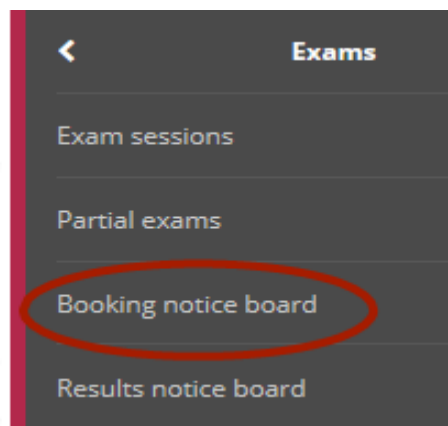 Exams
Exam sessions
Partial exams
Booking notice board
Results notice board